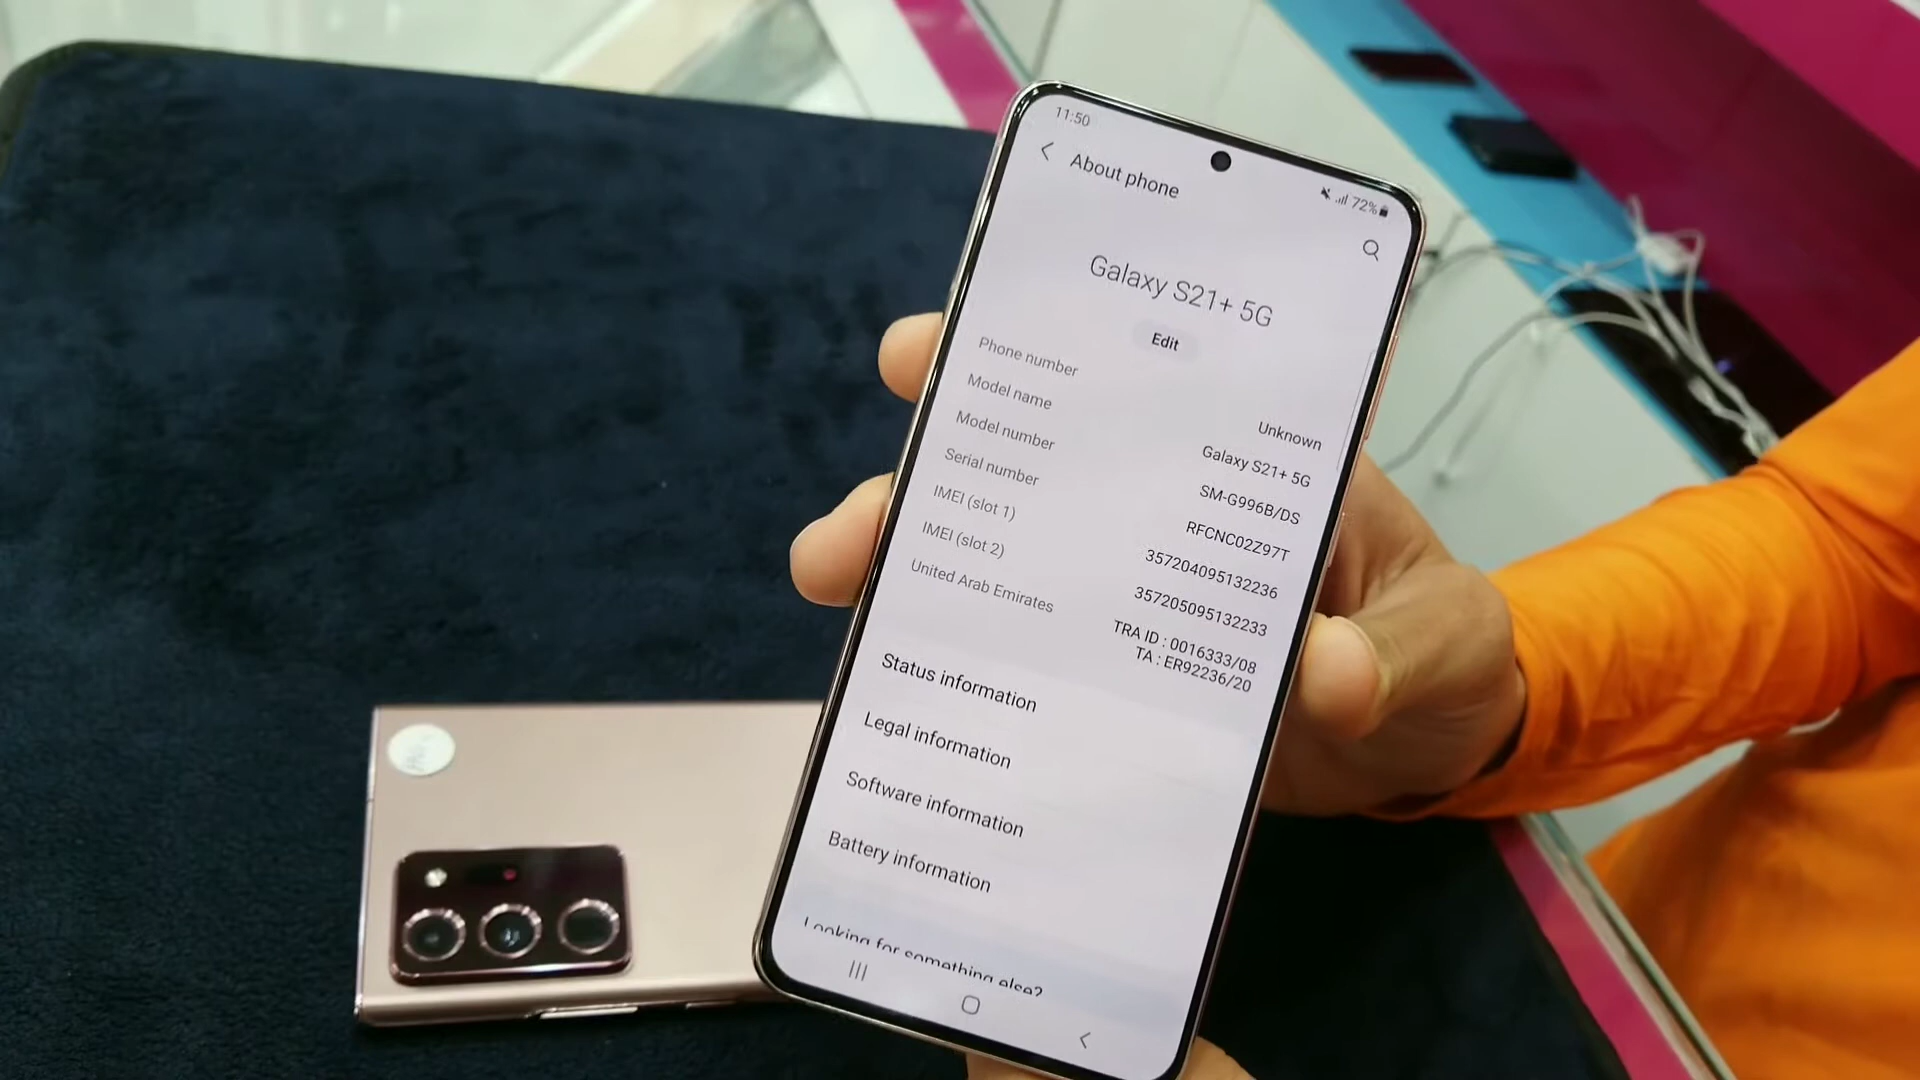 11:50
72%
About phone
Galaxy S21+ 5G
Edit
Phone number
Unknown
Model name
Galaxy S21+ 5G
Model number
SM-G996B/DS
Serial number
RFCNC02Z97T
IMEI (slot 1)
357204095132236
IMEI (slot 2)
357205095132233
United Arab Emirates
TRA ID : 0016333/08
TA : ER92236/20
Status information
Legal information
Software information
Battery information
Looking for something else?